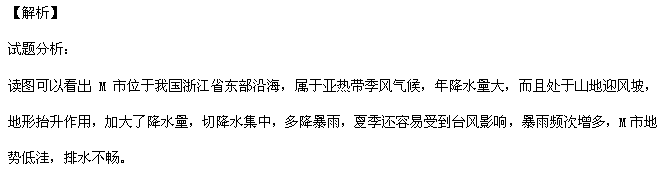 【解析】
试题分析：
读图可以看出 M 市位于我国浙江省东部沿海，属于亚热带季风气候，年降水量大，而且处于山地迎风坡，
地形抬升作用，加大了降水量，切降水集中，多降暴雨，夏季还容易受到台风影响，暴雨频次增多，M市地
势低洼，排水不畅。